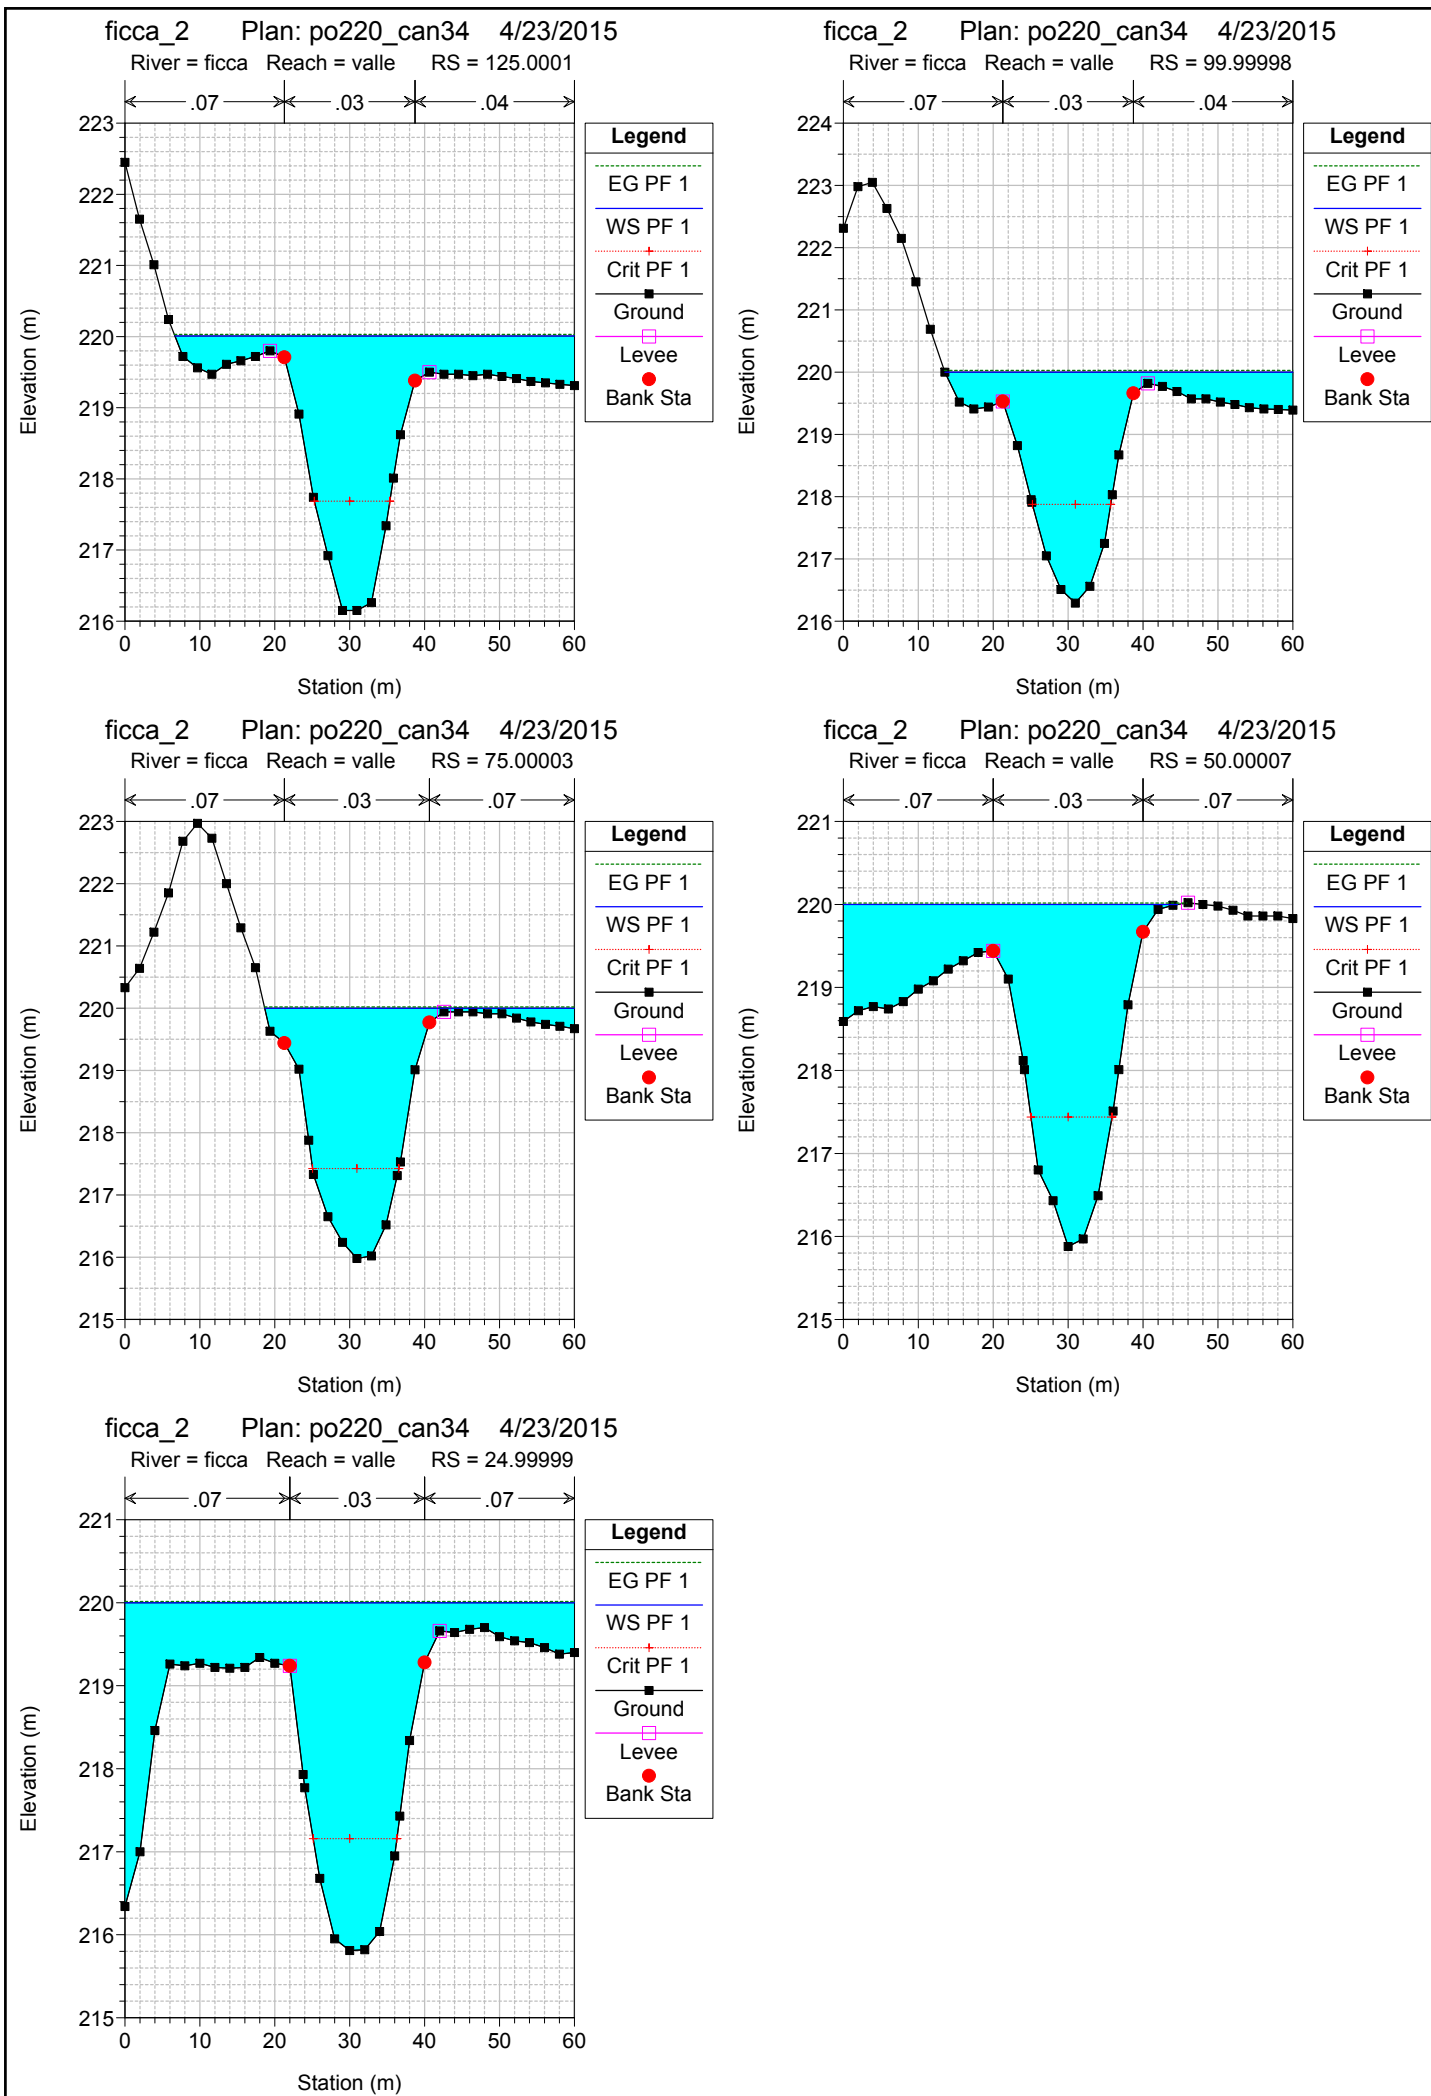 ficca_2 Plan: po220_can34 4/23/2015
River = ficca Reach = valle RS = 125.0001
.07 .03 .04
223
222
221
220
219
218
217
216
0 10 20 30 40 50 60
Station (m)
Elevation (m)
Legend
EG PF 1
WS PF 1
Crit PF 1
Ground
Levee
Bank Sta
ficca_2 Plan: po220_can34 4/23/2015
River = ficca Reach = valle RS = 99.99998
.07 .03 .04
224
223
222
221
220
219
218
217
216
0 10 20 30 40 50 60
Station (m)
Elevation (m)
Legend
EG PF 1
WS PF 1
Crit PF 1
Ground
Levee
Bank Sta
ficca_2 Plan: po220_can34 4/23/2015
River = ficca Reach = valle RS = 75.00003
.07 .03 .07
223
222
221
220
219
218
217
216
215
0 10 20 30 40 50 60
Station (m)
Elevation (m)
Legend
EG PF 1
WS PF 1
Crit PF 1
Ground
Levee
Bank Sta
ficca_2 Plan: po220_can34 4/23/2015
River = ficca Reach = valle RS = 50.00007
.07 .03 .07
221
220
219
218
217
216
215
0 10 20 30 40 50 60
Station (m)
Elevation (m)
Legend
EG PF 1
WS PF 1
Crit PF 1
Ground
Levee
Bank Sta
ficca_2 Plan: po220_can34 4/23/2015
River = ficca Reach = valle RS = 24.99999
.07 .03 .07
221
220
219
218
217
216
215
0 10 20 30 40 50 60
Station (m)
Elevation (m)
Legend
EG PF 1
WS PF 1
Crit PF 1
Ground
Levee
Bank Sta